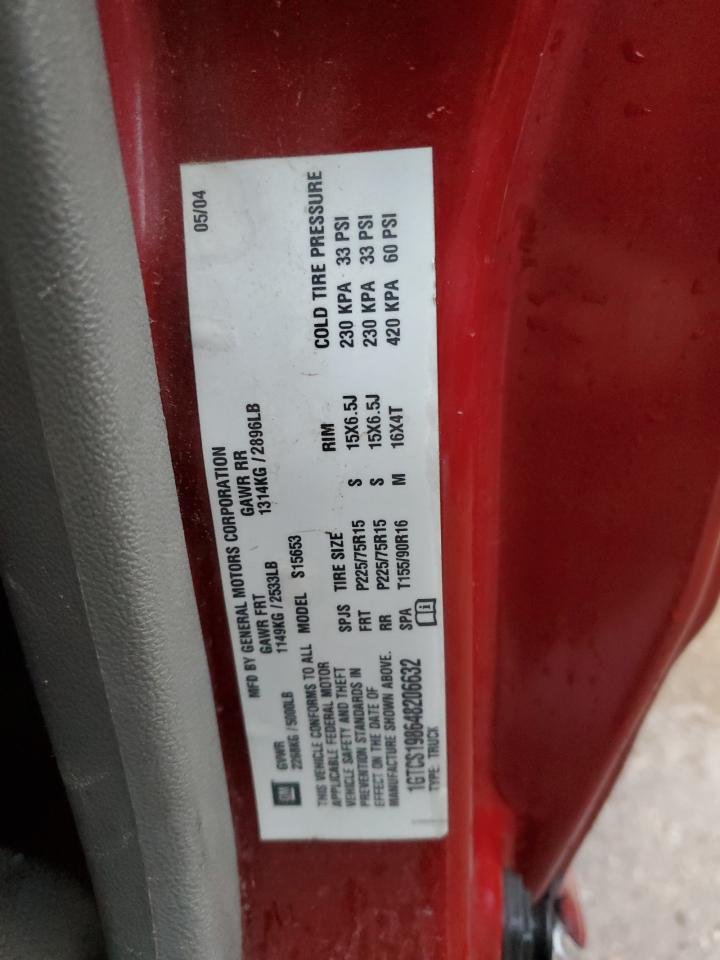 MFD BY GENERAL MOTORS CORPORATION 05/04
GM
GVWR GAWR FRT GAWR RR
2268KG / 5000LB 1149KG / 2533LB 1314KG / 2896LB
THIS VEHICLE CONFORMS TO ALL
APPLICABLE FEDERAL MOTOR
VEHICLE SAFETY AND THEFT
PREVENTION STANDARDS IN
EFFECT ON THE DATE OF
MANUFACTURE SHOWN ABOVE.
1GTCS198648206632
TYPE: TRUCK
MODEL S15653
SPJS TIRE SIZE RIM COLD TIRE PRESSURE
FRT P225/75R15 S 15X6.5J 230 KPA 33 PSI
RR P225/75R15 S 15X6.5J 230 KPA 33 PSI
SPA T155/90R16 M 16X4T 420 KPA 60 PSI